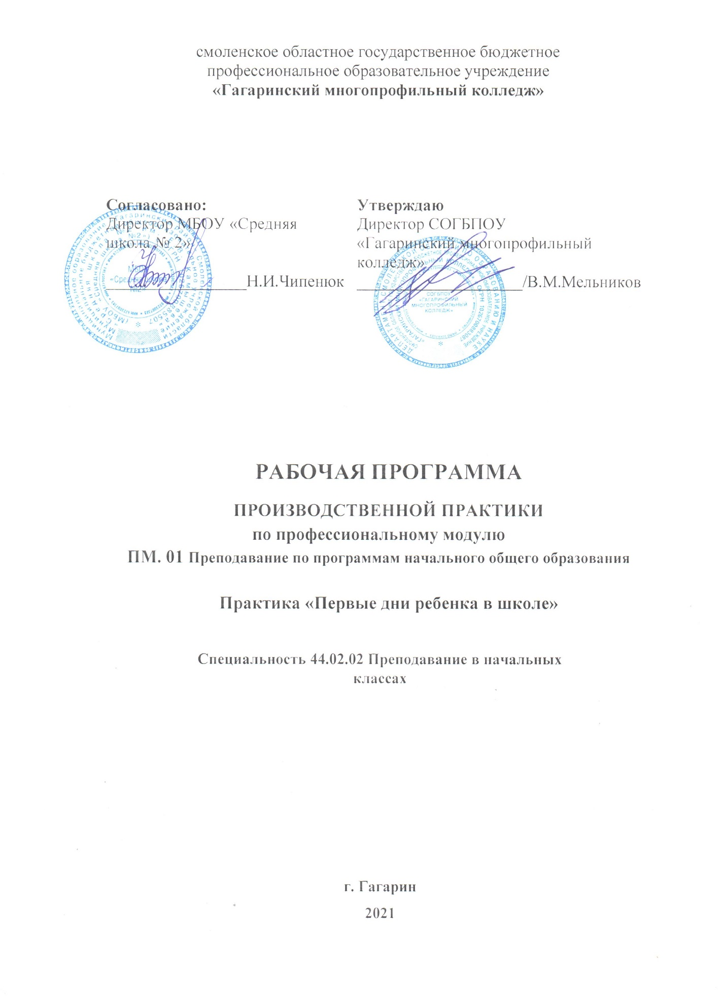 смоленское областное государственное бюджетное
профессиональное образовательное учреждение
«Гагаринский многопрофильный колледж»
Согласовано:
Директор МБОУ «Средняя
школа № 2»
Н.И.Чипенюк
Утверждаю
Директор СОГБПОУ
«Гагаринский многопрофильный
колледж»
/В.М.Мельников
СОГБПОУ
«ГАГАРИНСКИЙ
МНОГОПРОФИЛЬНЫЙ
КОЛЛЕДЖ»
РАБОЧАЯ ПРОГРАММА
ПРОИЗВОДСТВЕННОЙ ПРАКТИКИ
по профессиональному модулю
ПМ. 01 Преподавание по программам начального общего образования
Практика «Первые дни ребенка в школе»
Специальность 44.02.02 Преподавание в начальных
классах
г. Гагарин
2021